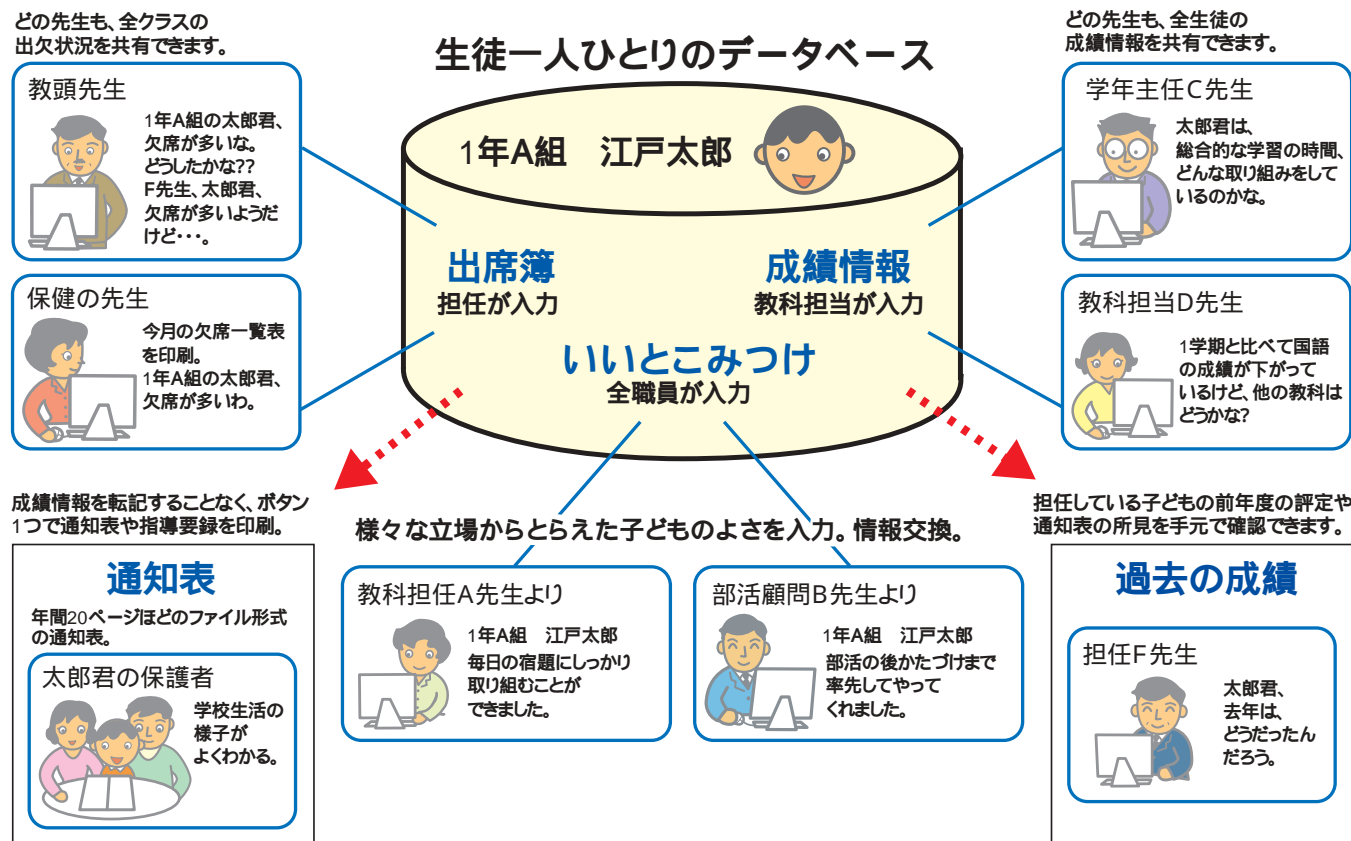 どの先生も、全クラスの
出欠状況を共有できます。
教頭先生
1年A組の太郎君、
欠席が多いな。
どうしたかな??
F先生、太郎君、
欠席が多いようだ
けど・・・。
保健の先生
今月の欠席一覧表
を印刷。
1年A組の太郎君、
欠席が多いわ。
生徒一人ひとりのデータベース
1年A組　江戸太郎
出席簿
担任が入力
成績情報
教科担当が入力
いいとこみつけ
全職員が入力
どの先生も、全生徒の
成績情報を共有できます。
学年主任C先生
太郎君は、
総合的な学習の時間、
どんな取り組みをして
いるのかな。
教科担当D先生
1学期と比べて国語
の成績が下がって
いるけど、他の教科は
どうかな?
成績情報を転記することなく、ボタン
1つで通知表や指導要録を印刷。
通知表
年間20ページほどのファイル形式
の通知表。
太郎君の保護者
学校生活の
様子が
よくわかる。
様々な立場からとらえた子どものよさを入力。情報交換。
教科担任A先生より
1年A組　江戸太郎
毎日の宿題にしっかり
取り組むことが
できました。
部活顧問B先生より
1年A組　江戸太郎
部活の後かたづけまで
率先してやって
くれました。
担任している子どもの前年度の評定や
通知表の所見を手元で確認できます。
過去の成績
担任F先生
太郎君、
去年は、
どうだったん
だろう。